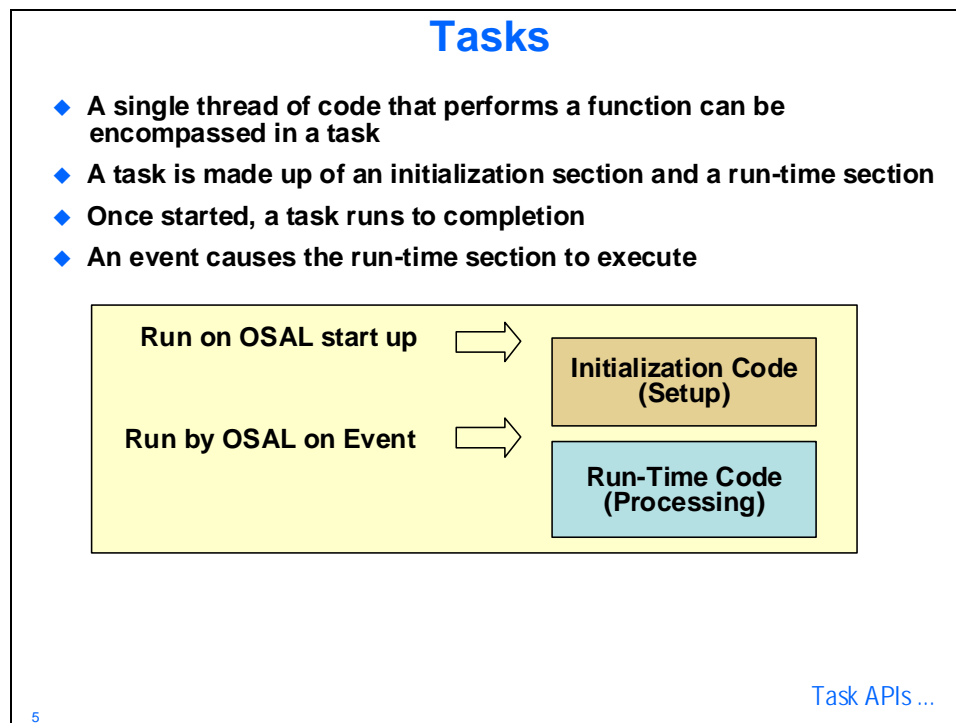 Tasks
A single thread of code that performs a function can be
encompassed in a task
A task is made up of an initialization section and a run-time section
Once started, a task runs to completion
An event causes the run-time section to execute
Run on OSAL start up
Initialization Code
(Setup)
Run by OSAL on Event
Run-Time Code
(Processing)
Task APIs ...
5